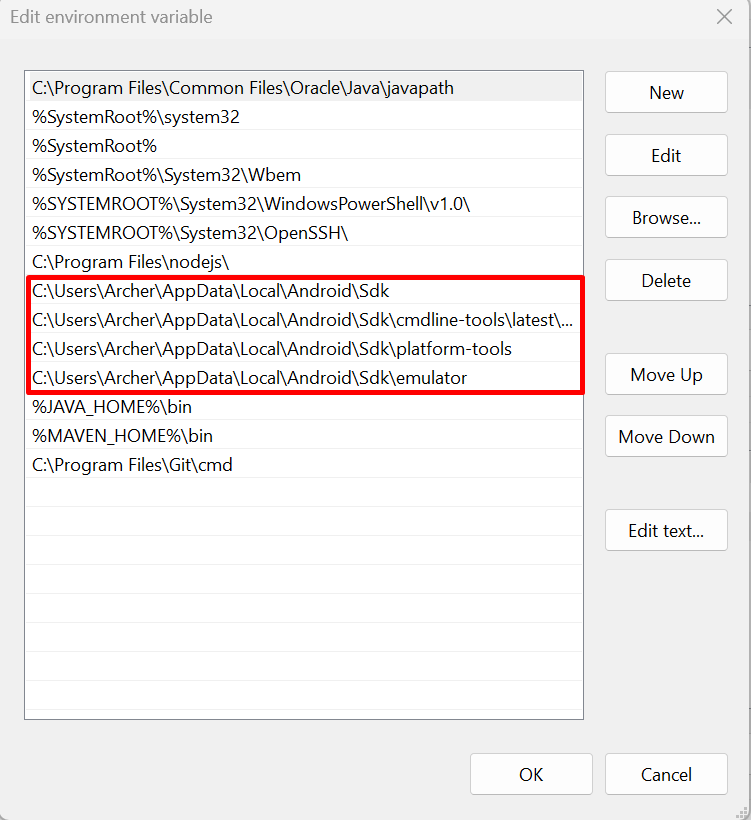 Edit environment variable
C:\Program Files\Common Files\Oracle\Java\javapath
New
%SystemRoot%\system32
%SystemRoot%
Edit
%SystemRoot%\System32\Wbem
%SYSTEMROOT%\System32\WindowsPowerShell\v1.0\
Browse...
%SYSTEMROOT%\System32\OpenSSH\
C:\Program Files\nodejs\
Delete
C:\Users\Archer\AppData\Local\Android\Sdk
C:\Users\Archer\AppData\Local\Android\Sdk\cmdline-tools\latest\...
C:\Users\Archer\AppData\Local\Android\Sdk\platform-tools
Move Up
C:\Users\Archer\AppData\Local\Android\Sdk\emulator
%JAVA_HOME%\bin
%MAVEN_HOME%\bin
Move Down
C:\Program Files\Git\cmd
Edit text...
OK
Cancel